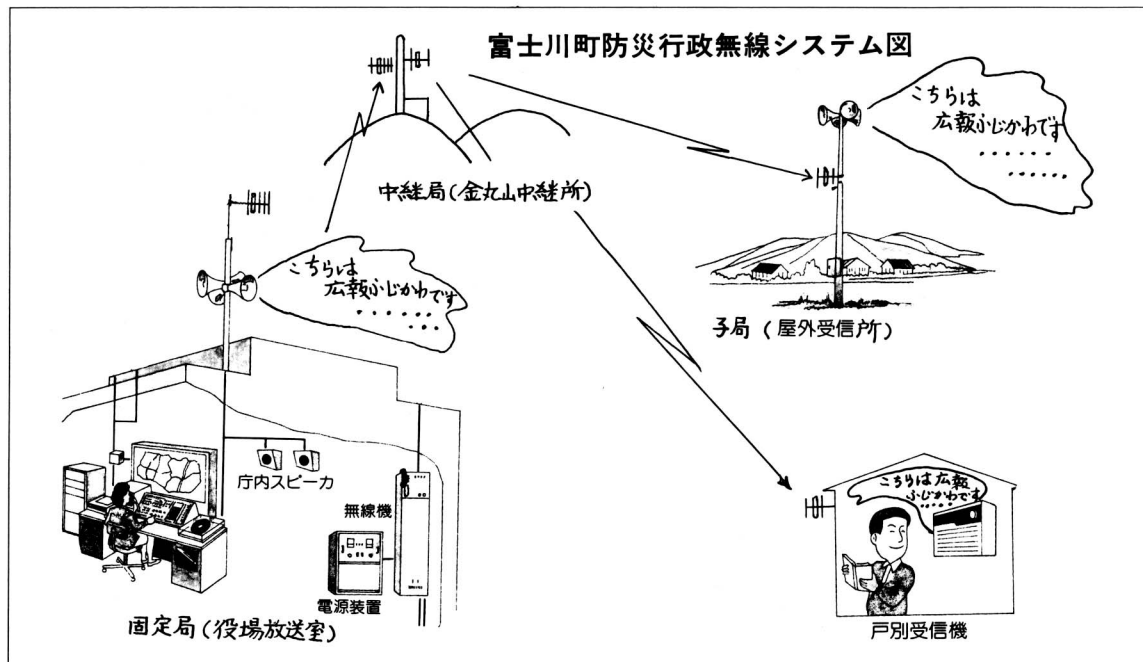 富士川町防災行政無線システム図
こちらは
広報ふじかわです
・・・・・・
・・・・・
中継局(金丸山中継所)
こちらは
広報ふじかわです
・・・・・・
・・・・
子局(屋外受信所)
庁内スピーカ
無線機
電源装置
固定局(役場放送室)
こちらは広報
ふじかわです
・・・・・
戸別受信機